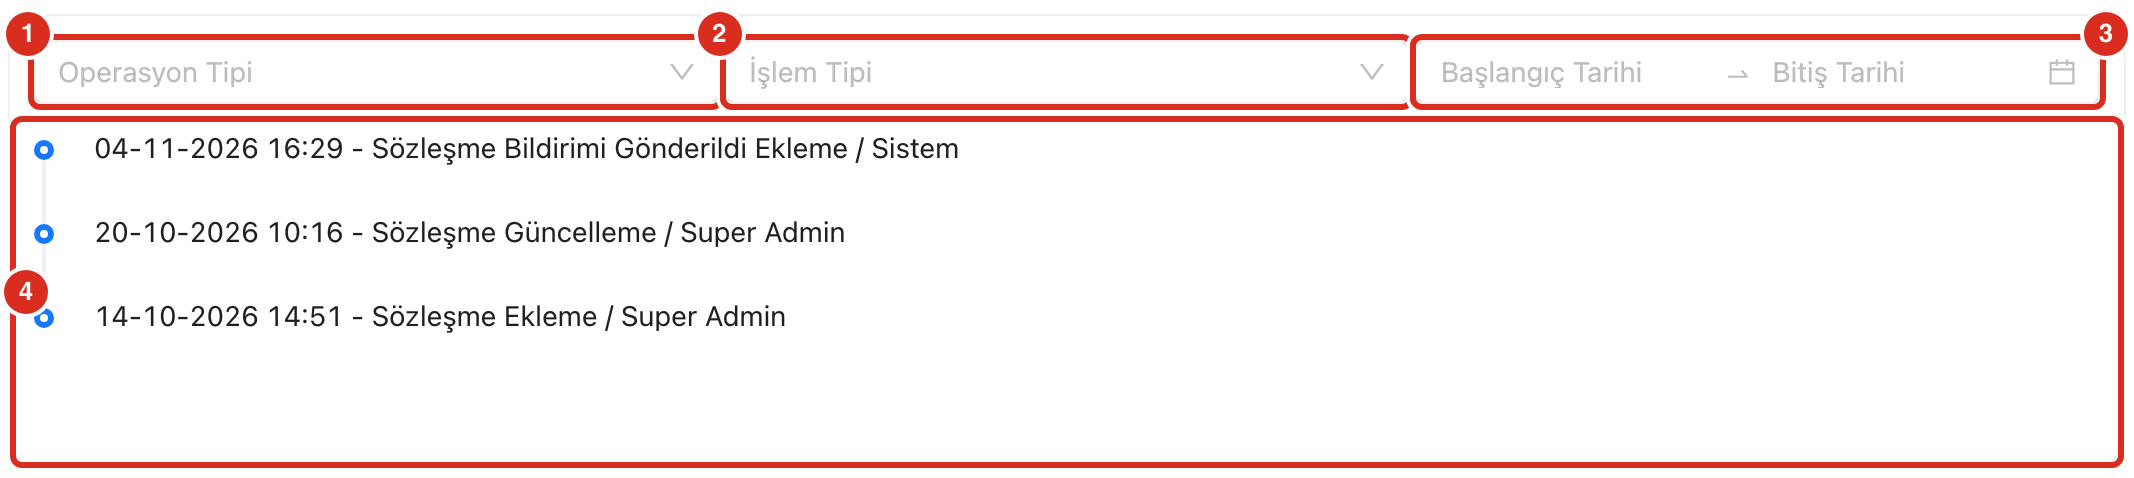 1 2 3
Operasyon Tipi İşlem Tipi Başlangıç Tarihi → Bitiş Tarihi
04-11-2026 16:29 - Sözleşme Bildirimi Gönderildi Ekleme / Sistem
20-10-2026 10:16 - Sözleşme Güncelleme / Super Admin
4
14-10-2026 14:51 - Sözleşme Ekleme / Super Admin